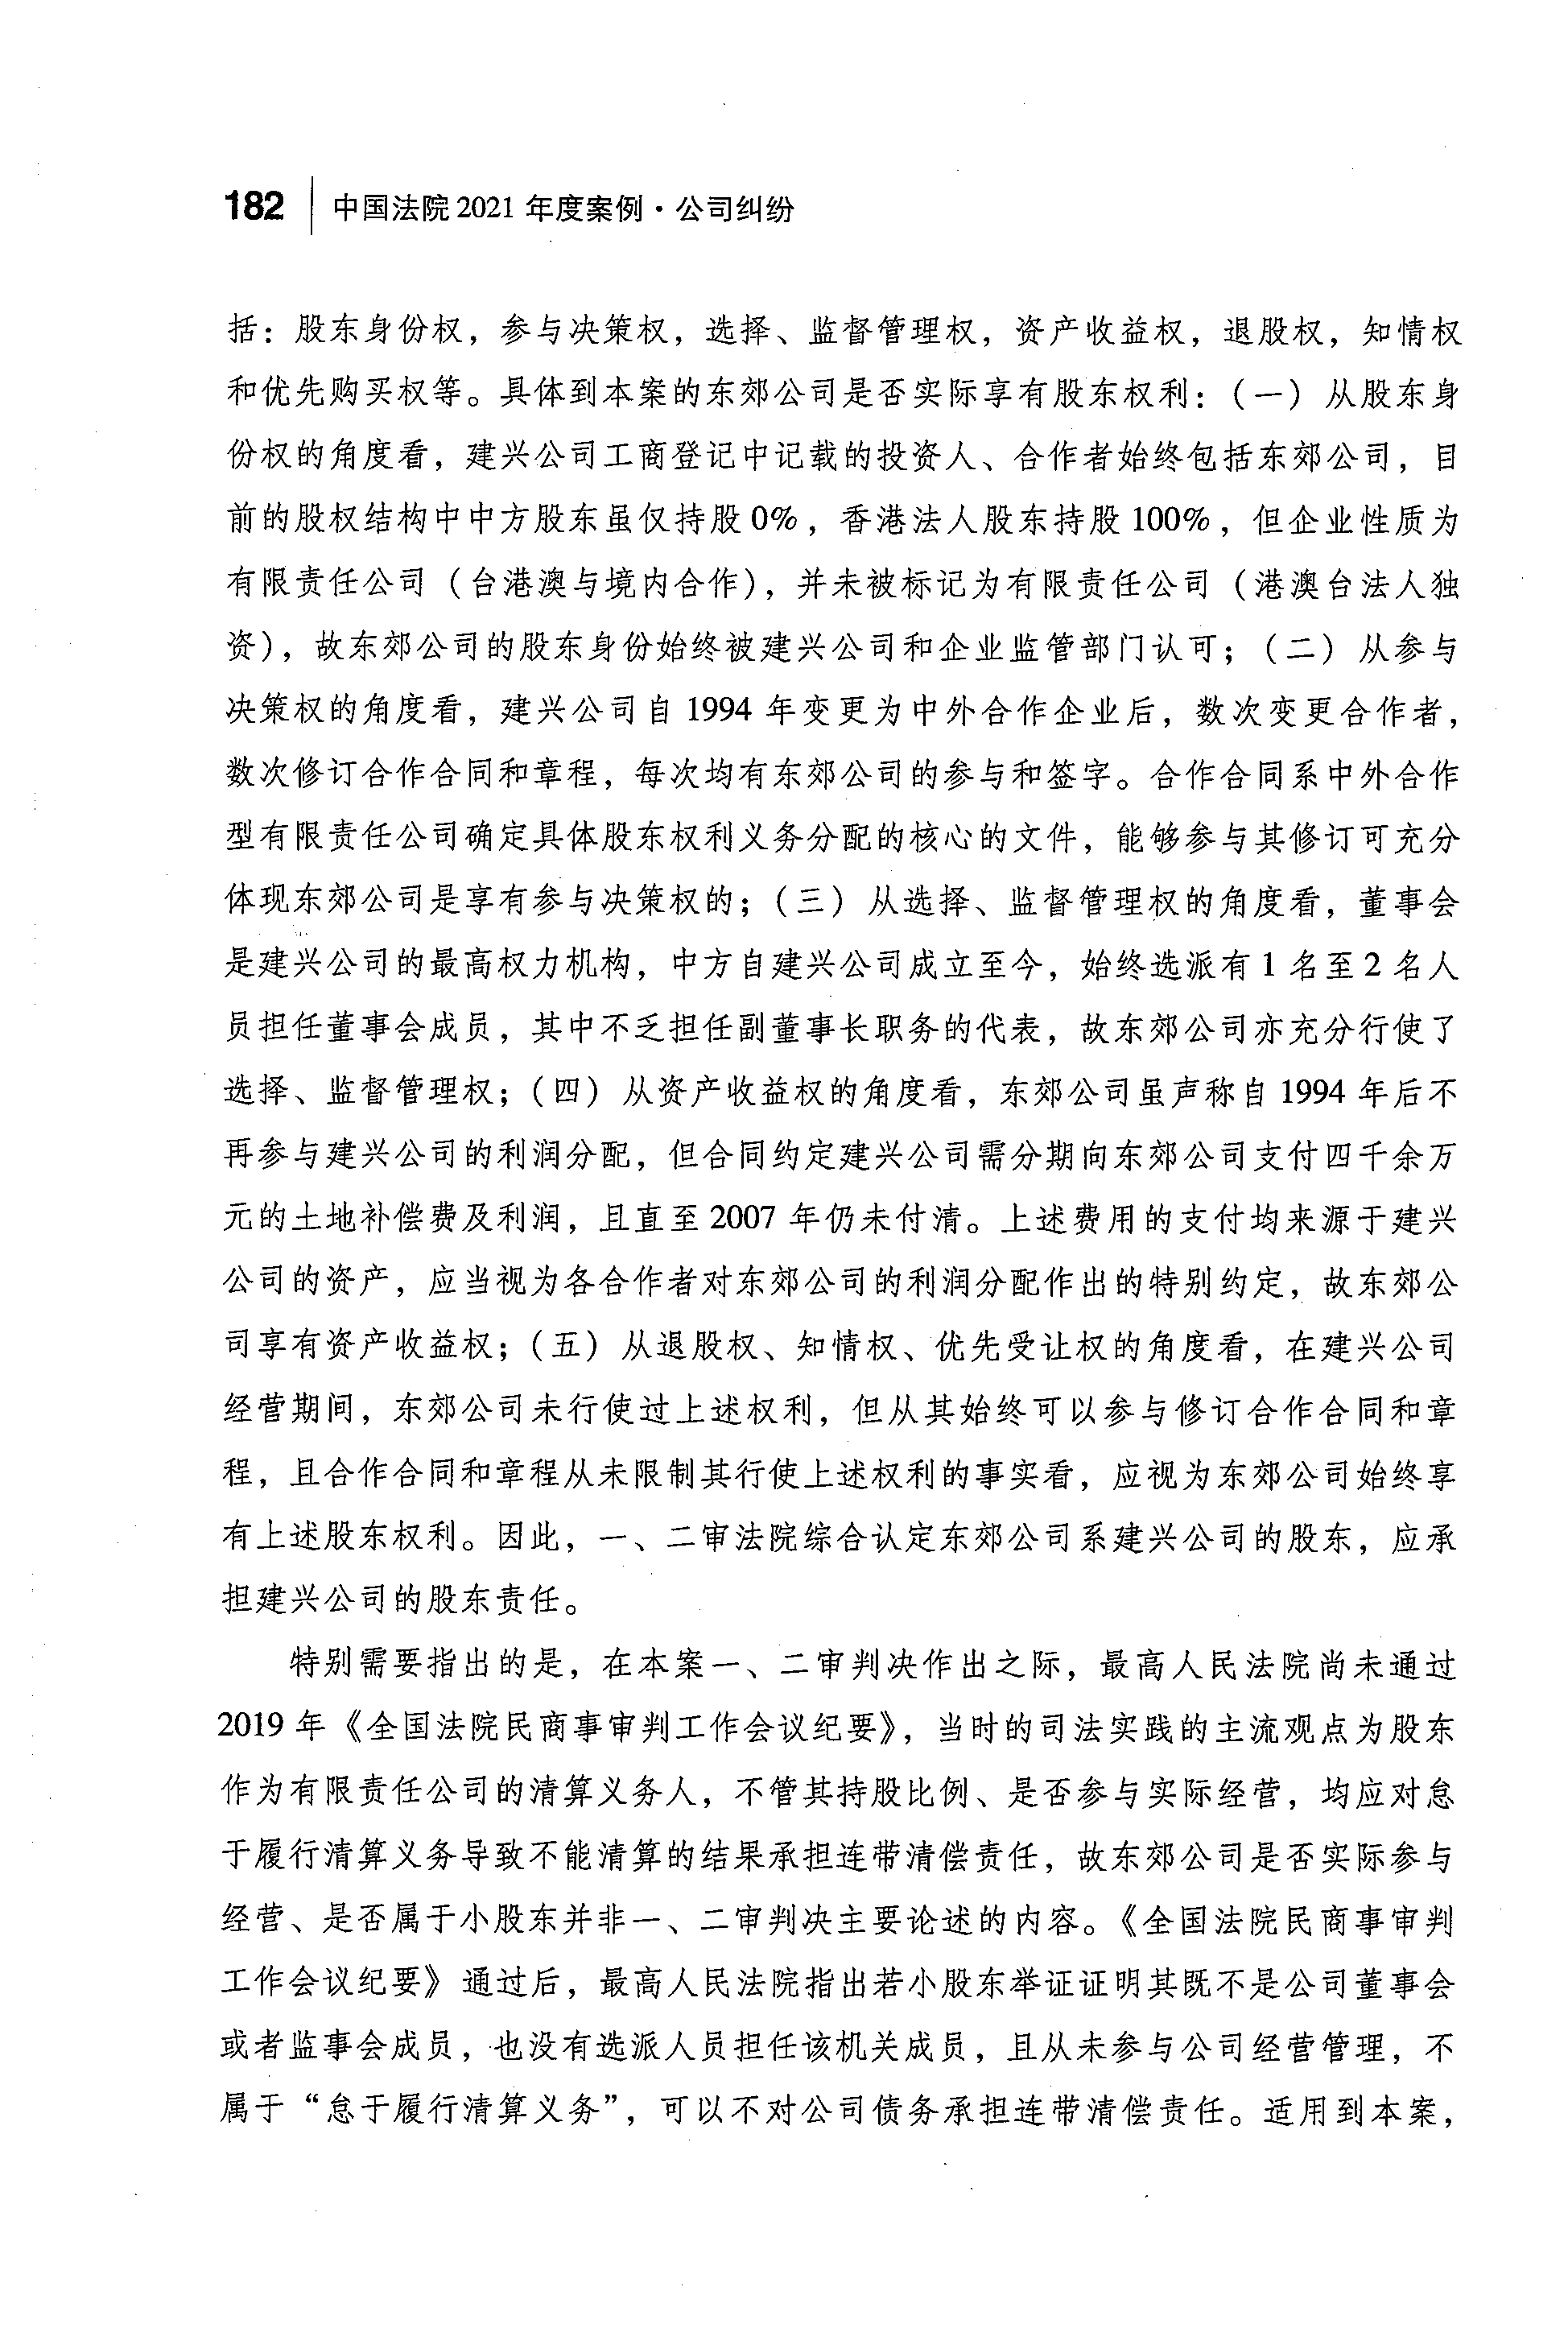 182 中国法院2021年度案例·公司纠纷
括：股东身份权，参与决策权，选择、监督管理权，资产收益权，退股权，知情权
和优先购买权等。具体到本案的东郊公司是否实际享有股东权利：（一）从股东身
份权的角度看，建兴公司工商登记中记载的投资人、合作者始终包括东郊公司，目
前的股权结构中中方股东虽仅持股0%，香港法人股东持股100%，但企业性质为
有限责任公司（台港澳与境内合作），并未被标记为有限责任公司（港澳台法人独
资），故东郊公司的股东身份始终被建兴公司和企业监管部门认可；（二）从参与
决策权的角度看，建兴公司自1994年变更为中外合作企业后，数次变更合作者，
数次修订合作合同和章程，每次均有东郊公司的参与和签字。合作合同系中外合作
型有限责任公司确定具体股东权利义务分配的核心的文件，能够参与其修订可充分
体现东郊公司是享有参与决策权的；（三）从选择、监督管理权的角度看，董事会
是建兴公司的最高权力机构，中方自建兴公司成立至今，始终选派有1名至2名人
员担任董事会成员，其中不乏担任副董事长职务的代表，故东郊公司亦充分行使了
选择、监督管理权；（四）从资产收益权的角度看，东郊公司虽声称自1994年后不
再参与建兴公司的利润分配，但合同约定建兴公司需分期向东郊公司支付四千余万
元的土地补偿费及利润，且直至2007年仍未付清。上述费用的支付均来源于建兴
公司的资产，应当视为各合作者对东郊公司的利润分配作出的特别约定，故东郊公
司享有资产收益权；（五）从退股权、知情权、优先受让权的角度看，在建兴公司
经营期间，东郊公司未行使过上述权利，但从其始终可以参与修订合作合同和章
程，且合作合同和章程从未限制其行使上述权利的事实看，应视为东郊公司始终享
有上述股东权利。因此，一、二审法院综合认定东郊公司系建兴公司的股东，应承
担建兴公司的股东责任。
特别需要指出的是，在本案一、二审判决作出之际，最高人民法院尚未通过
2019年《全国法院民商事审判工作会议纪要》，当时的司法实践的主流观点为股东
作为有限责任公司的清算义务人，不管其持股比例、是否参与实际经营，均应对怠
于履行清算义务导致不能清算的结果承担连带清偿责任，故东郊公司是否实际参与
经营、是否属于小股东并非一、二审判决主要论述的内容。《全国法院民商事审判
工作会议纪要》通过后，最高人民法院指出若小股东举证证明其既不是公司董事会
或者监事会成员，也没有选派人员担任该机关成员，且从未参与公司经营管理，不
属于“怠于履行清算义务”，可以不对公司债务承担连带清偿责任。适用到本案，